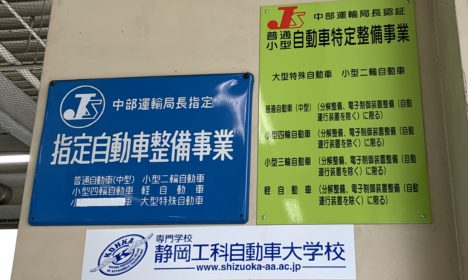 JS
中部運輸局長指定
指定自動車整備事業
普通自動車(中型) 小型二輪自動車
小型四輪自動車 軽自動車
小 大型特殊自動車
JS 中部運輸局長認証
普通
小型 自動車特定整備事業
大型特殊自動車 小型二輪自動車
普通自動車(中型) (分解整備、電子制御装置整備(自動
運行装置を除く)に限る)
小型四輪自動車 (分解整備、電子制御装置整備(自動
運行装置を除く)に限る)
小型三輪自動車 (分解整備、電子制御装置整備(自動
運行装置を除く)に限る)
軽自動車 (分解整備、電子制御装置整備(自動
運行装置を除く)に限る)
KOHKA
専門学校
静岡工科自動車大学校
www.shizuoka-aa.ac.jp